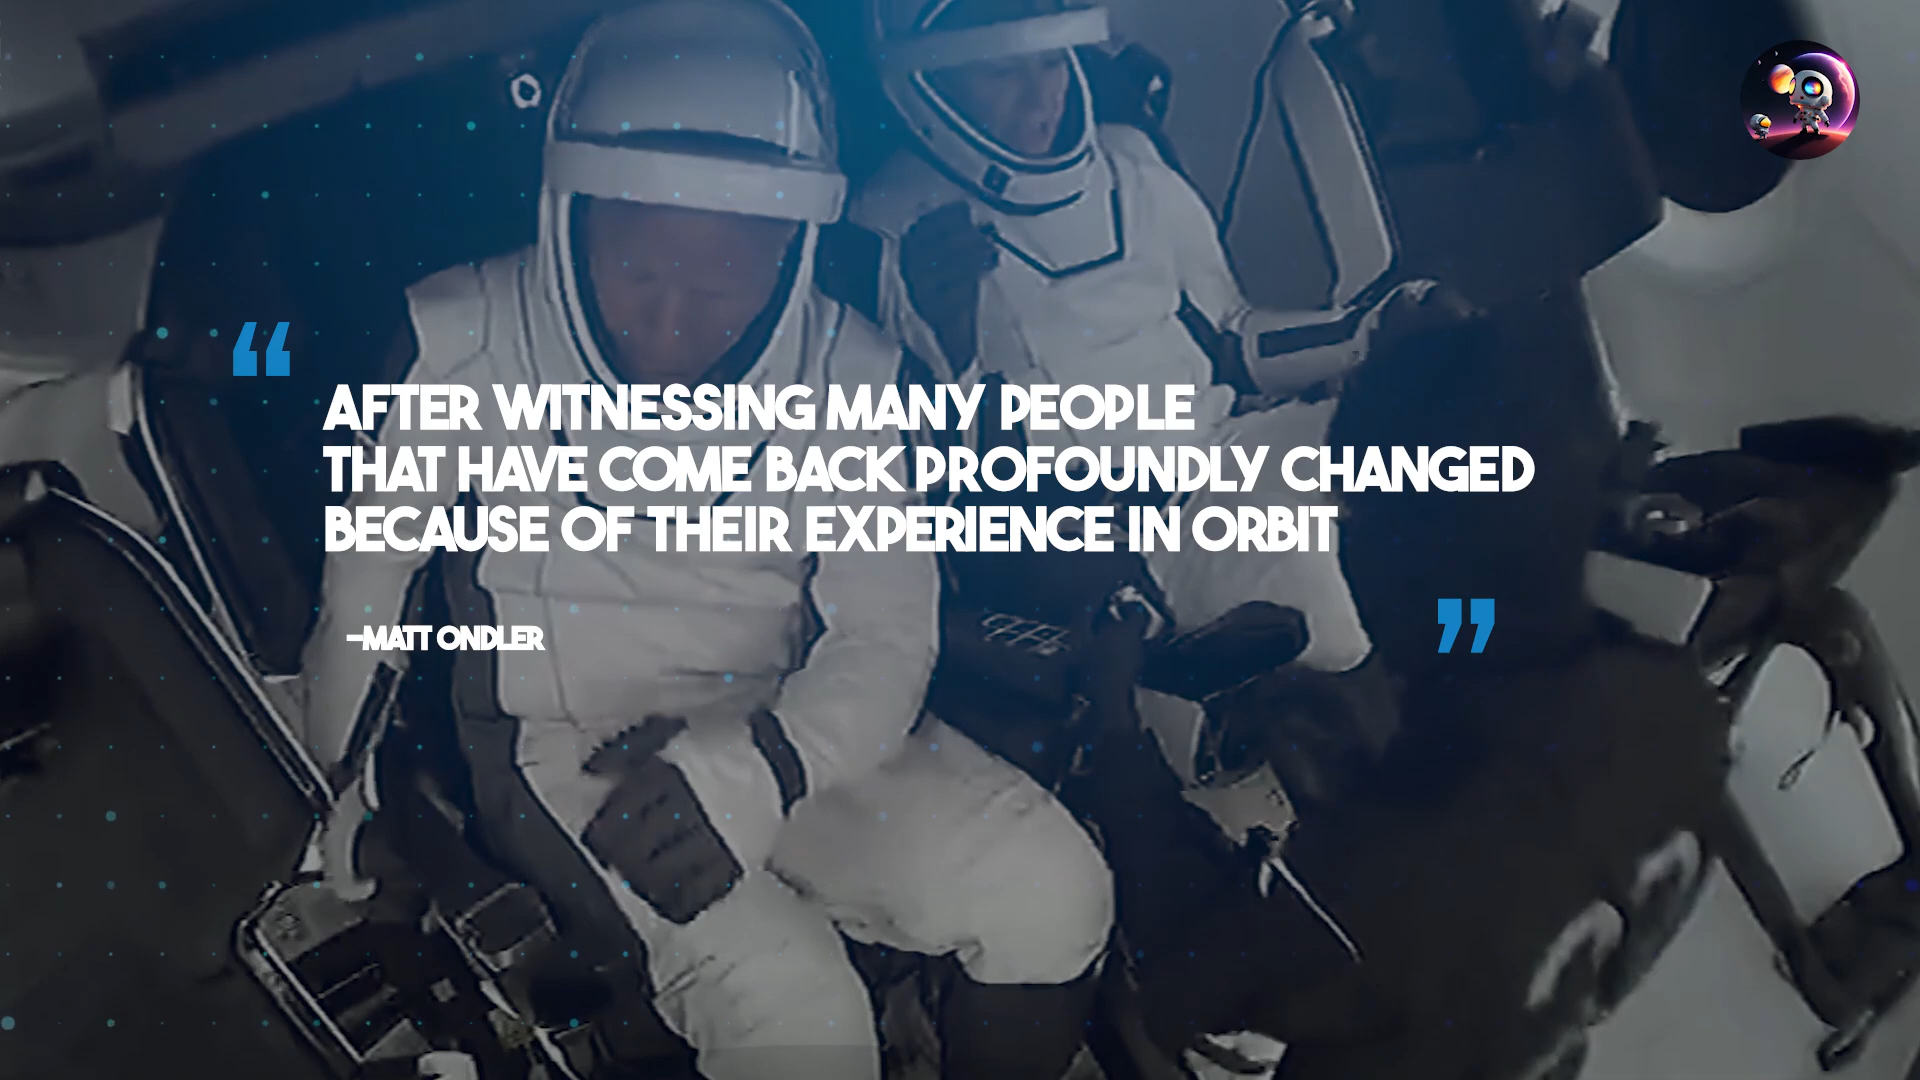 “
AFTER WITNESSING MANY PEOPLE
THAT HAVE COME BACK PROFOUNDLY CHANGED
BECAUSE OF THEIR EXPERIENCE IN ORBIT
”
-MATT ONDLER